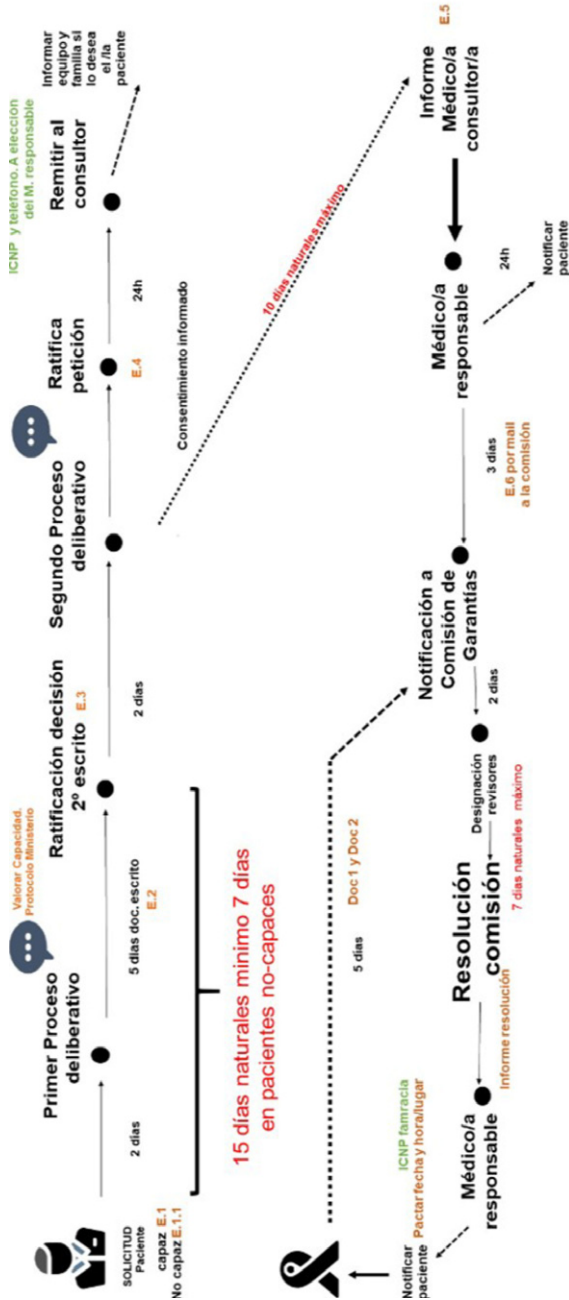 SOLICITUD
Paciente
capaz E.1
No capaz E.1.1
2 días
Primer Proceso
deliberativo
Valorar Capacidad.
Protocolo Ministerio
5 días doc. escrito
E.2
Ratificación decisión
2º escrito E.3
15 días naturales mínimo 7 días
en pacientes no-capaces
2 días
Segundo Proceso
deliberativo
Ratifica
petición
E.4
Consentimiento informado
24h
ICNP y teléfono. A elección
del M. responsable
Remitir al
consultor
Informar
equipo y
familia si
lo desea
el /la
paciente
10 días naturales máximo
E.5
Informe
Médico/a
consultor/a
24h
Médico/a
responsable
Notificar
paciente
3 días
E.6 por mail
a la comisión
Notificación a
Comisión de
Garantías
2 días
Designación
revisores
7 días naturales máximo
Resolución
comisión
Informe resolución
Médico/a
responsable
ICNP famracia
Pactar fecha y hora/lugar
Notificar
paciente
5 días
Doc 1 y Doc 2